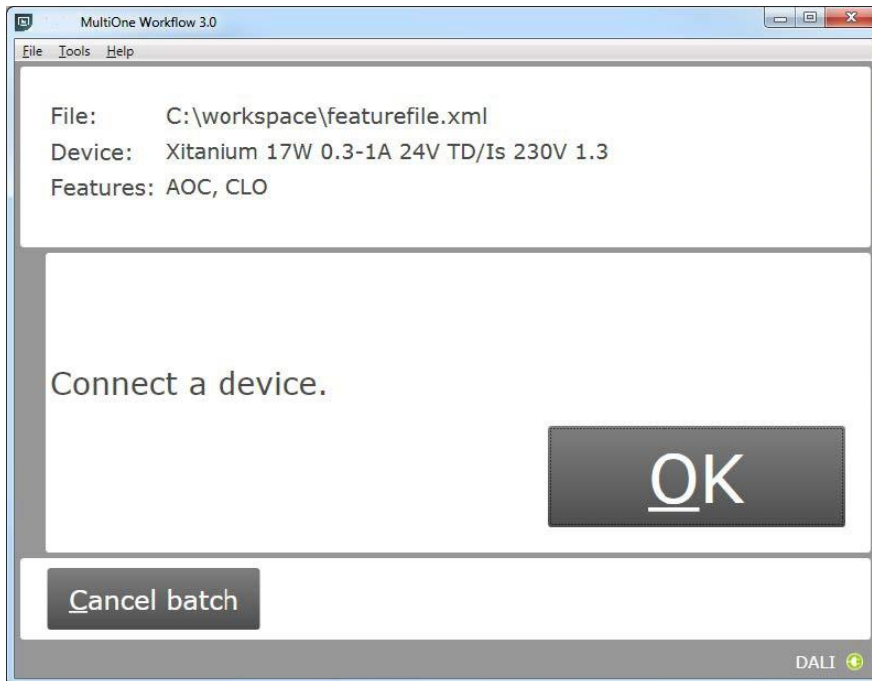 MultiOne Workflow 3.0
File Tools Help
File: C:\workspace\featurefile.xml
Device: Xitanium 17W 0.3-1A 24V TD/Is 230V 1.3
Features: AOC, CLO
Connect a device.
OK
Cancel batch
DALI